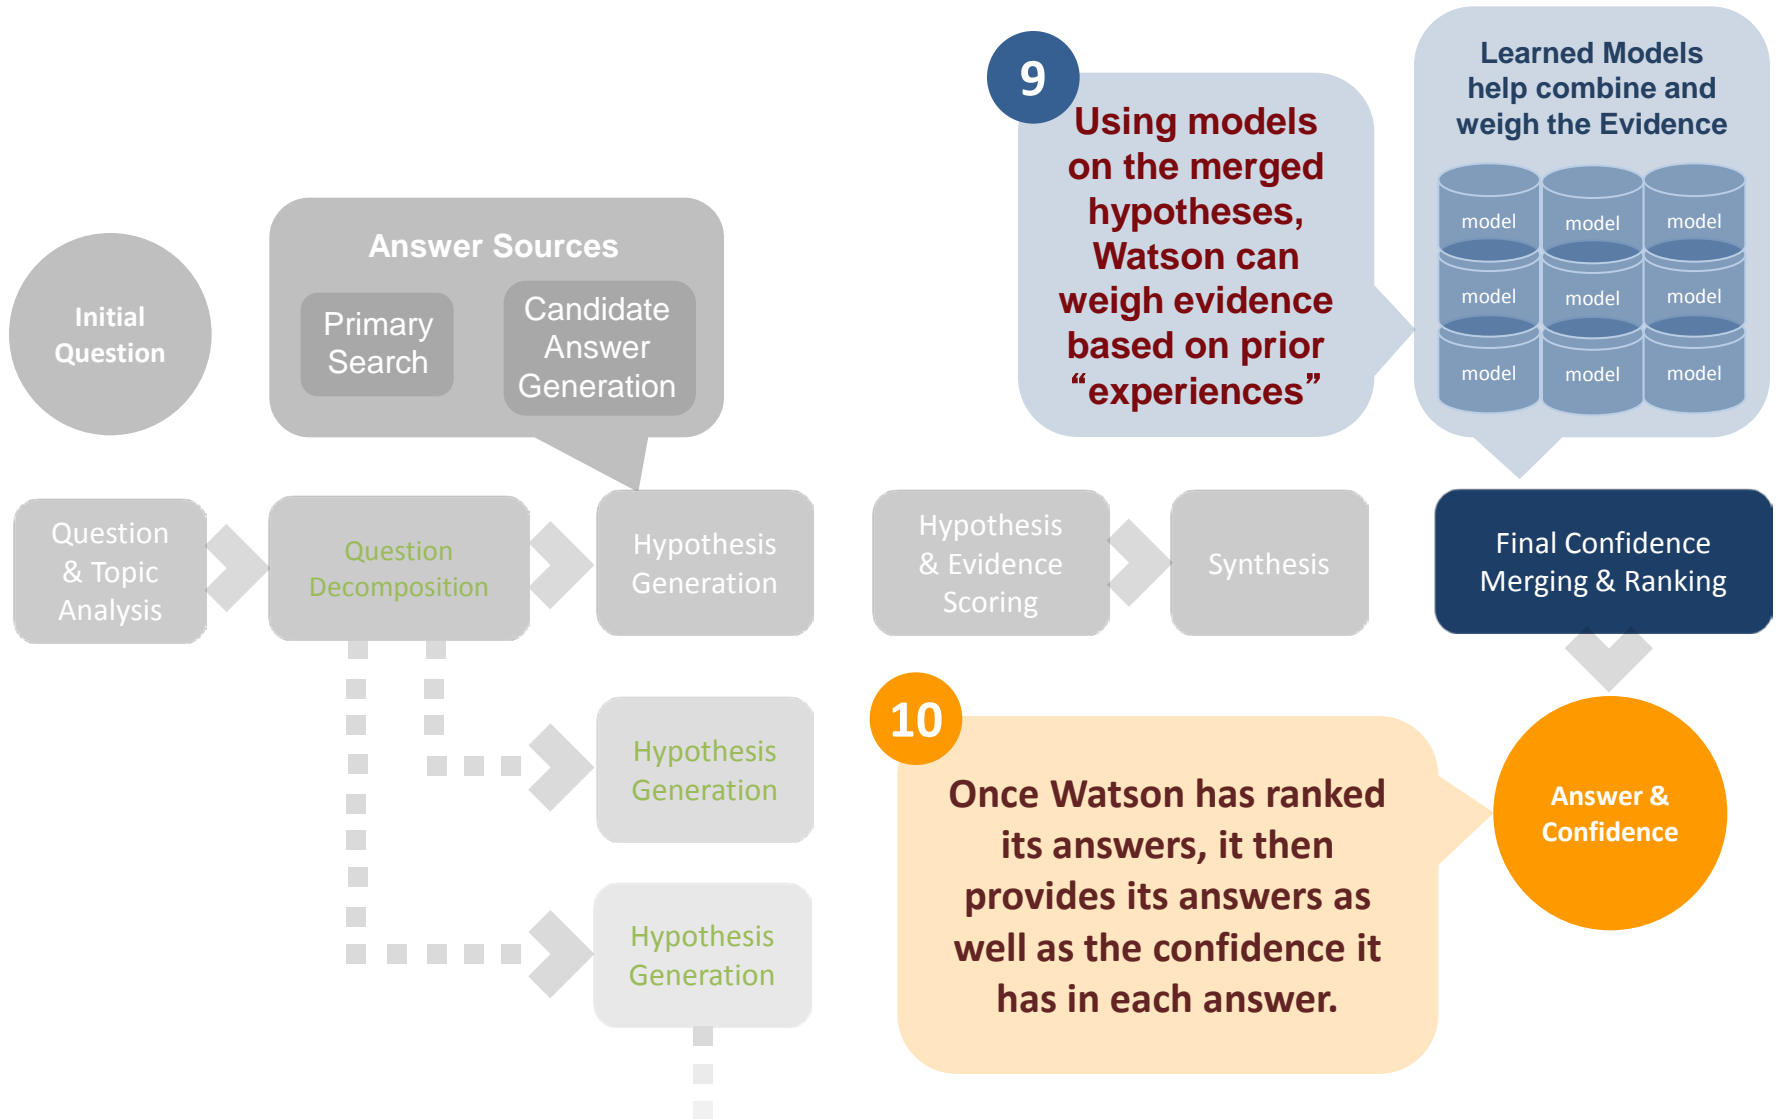 9
Using models
on the merged
hypotheses,
Watson can
weigh evidence
based on prior
“experiences”
Learned Models
help combine and
weigh the Evidence
model
model
model
model
model
model
model
model
model
Answer Sources
Primary
Search
Candidate
Answer
Generation
Initial
Question
Question
& Topic
Analysis
Question
Decomposition
Hypothesis
Generation
Hypothesis
& Evidence
Scoring
Synthesis
Final Confidence
Merging & Ranking
Hypothesis
Generation
Hypothesis
Generation
10
Once Watson has ranked
its answers, it then
provides its answers as
well as the confidence it
has in each answer.
Answer &
Confidence